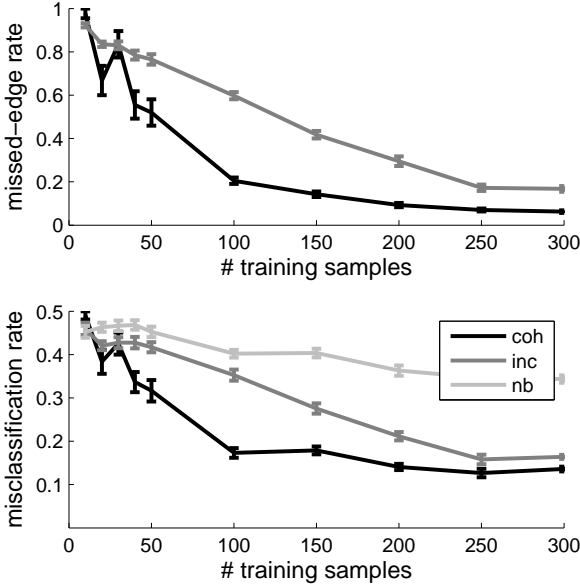 missed−edge rate
1
0.8
0.6
0.4
0.2
0
0 50 100 150 200 250 300
# training samples
misclassification rate
0.5
0.4
0.3
0.2
0.1
coh
inc
nb
0 50 100 150 200 250 300
# training samples